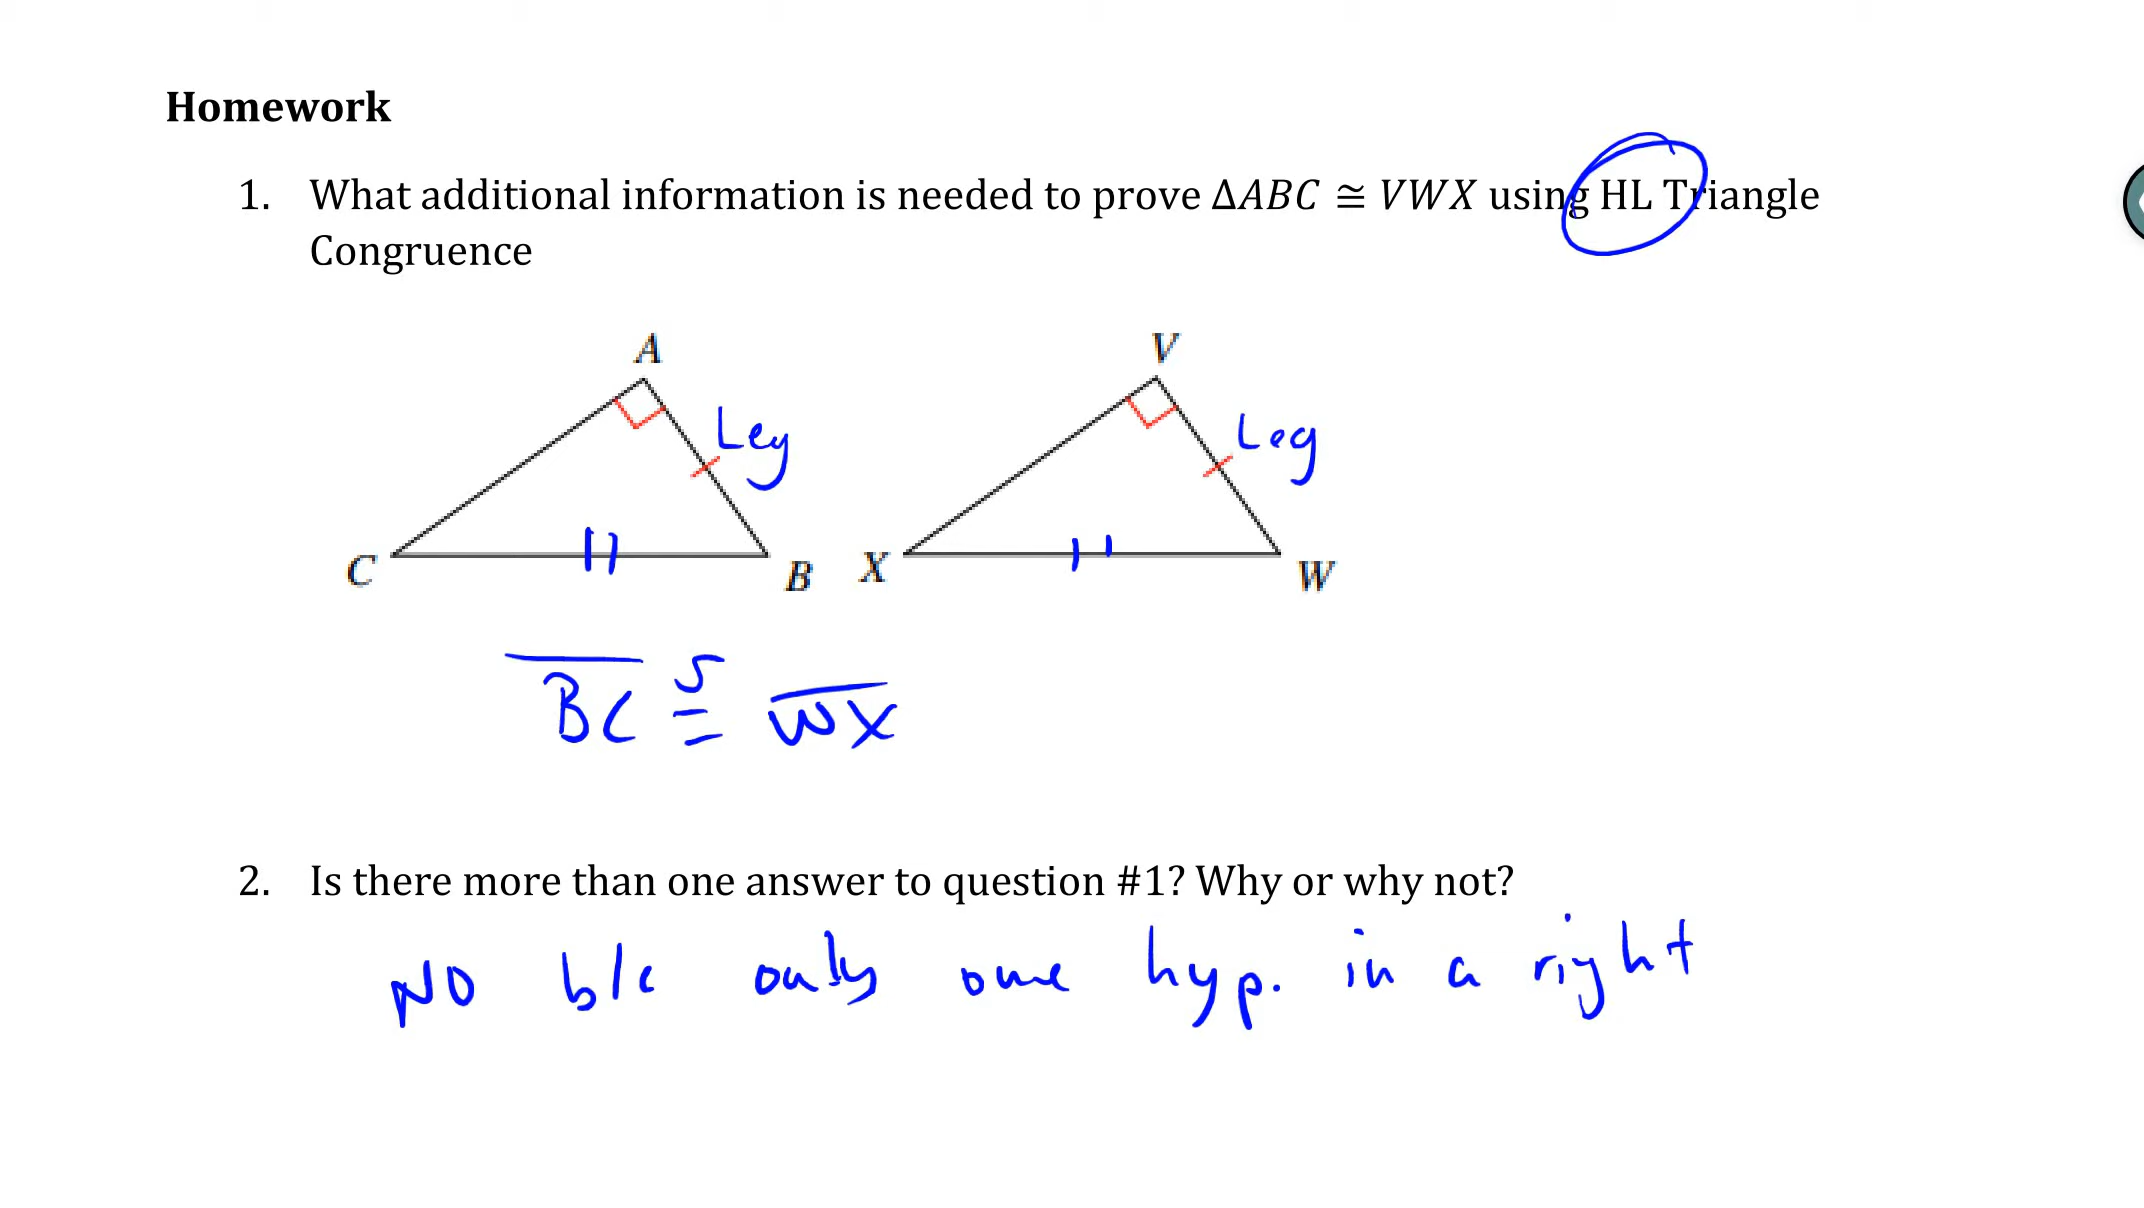 Homework
1. What additional information is needed to prove ΔABC ≅ VWX using HL Triangle
Congruence
A V
Leg Leg
C B X W
BC ≅ WX
2. Is there more than one answer to question #1? Why or why not?
NO b/c only one hyp. in a right